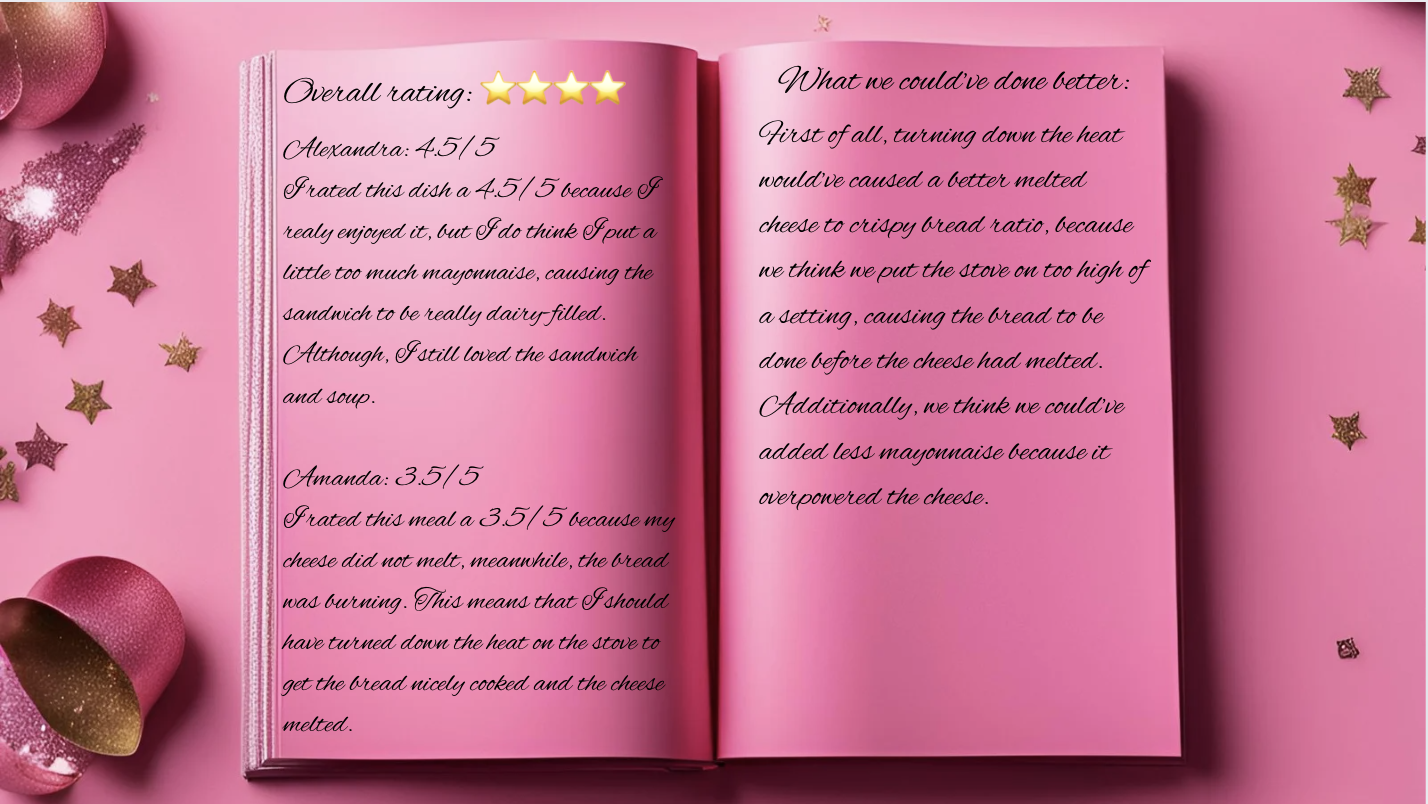 Overall rating: ⭐⭐⭐⭐
Alexandra: 4.5/5
I rated this dish a 4.5/5 because I
realy enjoyed it, but I do think I put a
little too much mayonnaise, causing the
sandwich to be really dairy-filled.
Although, I still loved the sandwich
and soup.
Amanda: 3.5/5
I rated this meal a 3.5/5 because my
cheese did not melt, meanwhile, the bread
was burning. This means that I should
have turned down the heat on the stove to
get the bread nicely cooked and the cheese
melted.
What we could've done better:
First of all, turning down the heat
would've caused a better melted
cheese to crispy bread ratio, because
we think we put the stove on too high of
a setting, causing the bread to be
done before the cheese had melted.
Additionally, we think we could've
added less mayonnaise because it
overpowered the cheese.